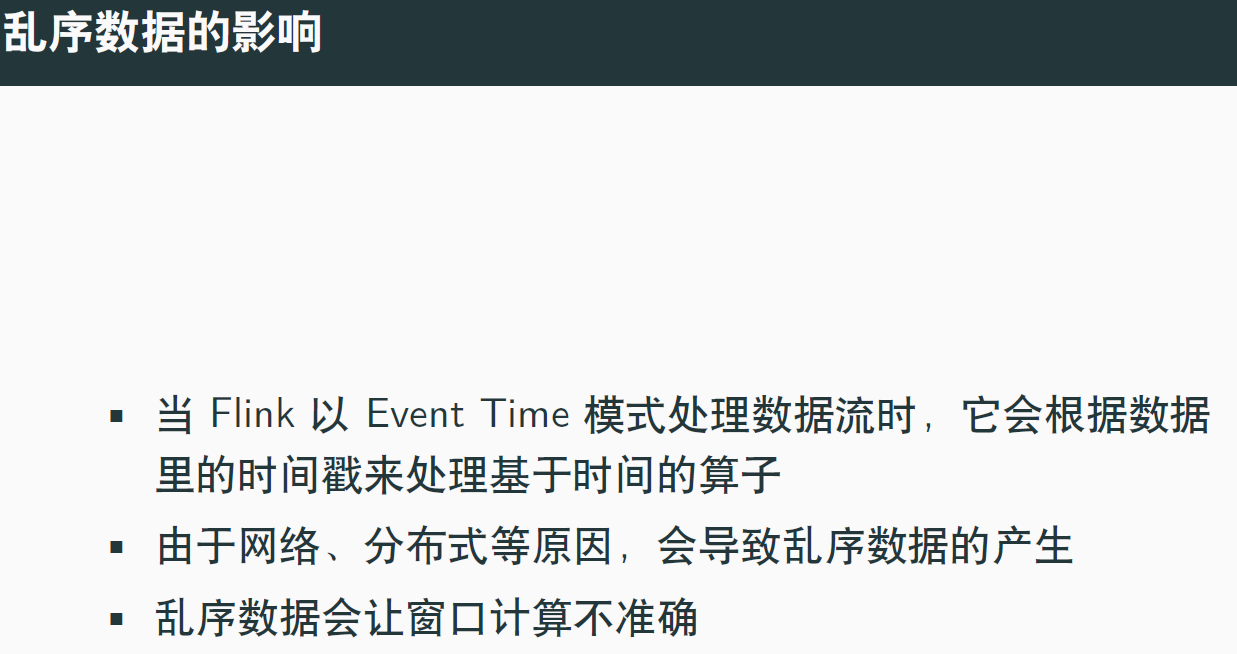 乱序数据的影响
▪ 当 Flink 以 Event Time 模式处理数据流时，它会根据数据
里的时间戳来处理基于时间的算子
▪ 由于网络、分布式等原因，会导致乱序数据的产生
▪ 乱序数据会让窗口计算不准确